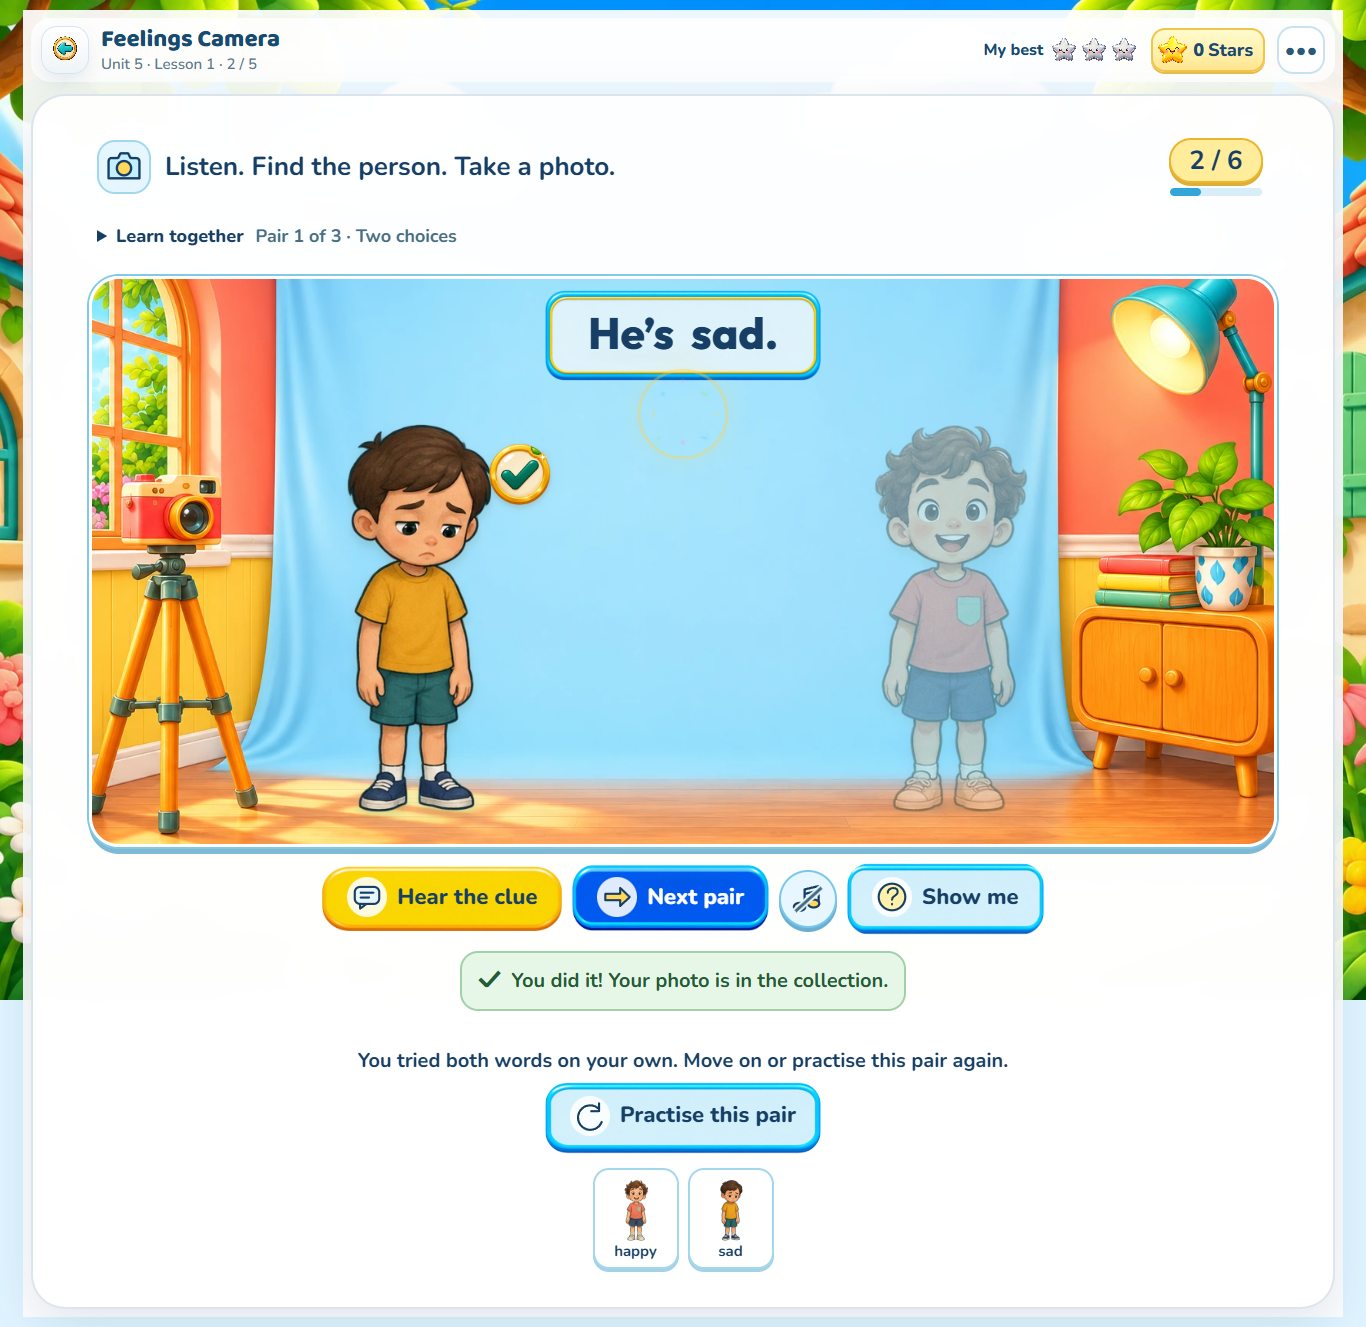 Feelings Camera
Unit 5 · Lesson 1 · 2 / 5
My best
0 Stars
Listen. Find the person. Take a photo.
2 / 6
Learn together Pair 1 of 3 · Two choices
He’s sad.
Hear the clue
Next pair
Show me
You did it! Your photo is in the collection.
You tried both words on your own. Move on or practise this pair again.
Practise this pair
happy
sad